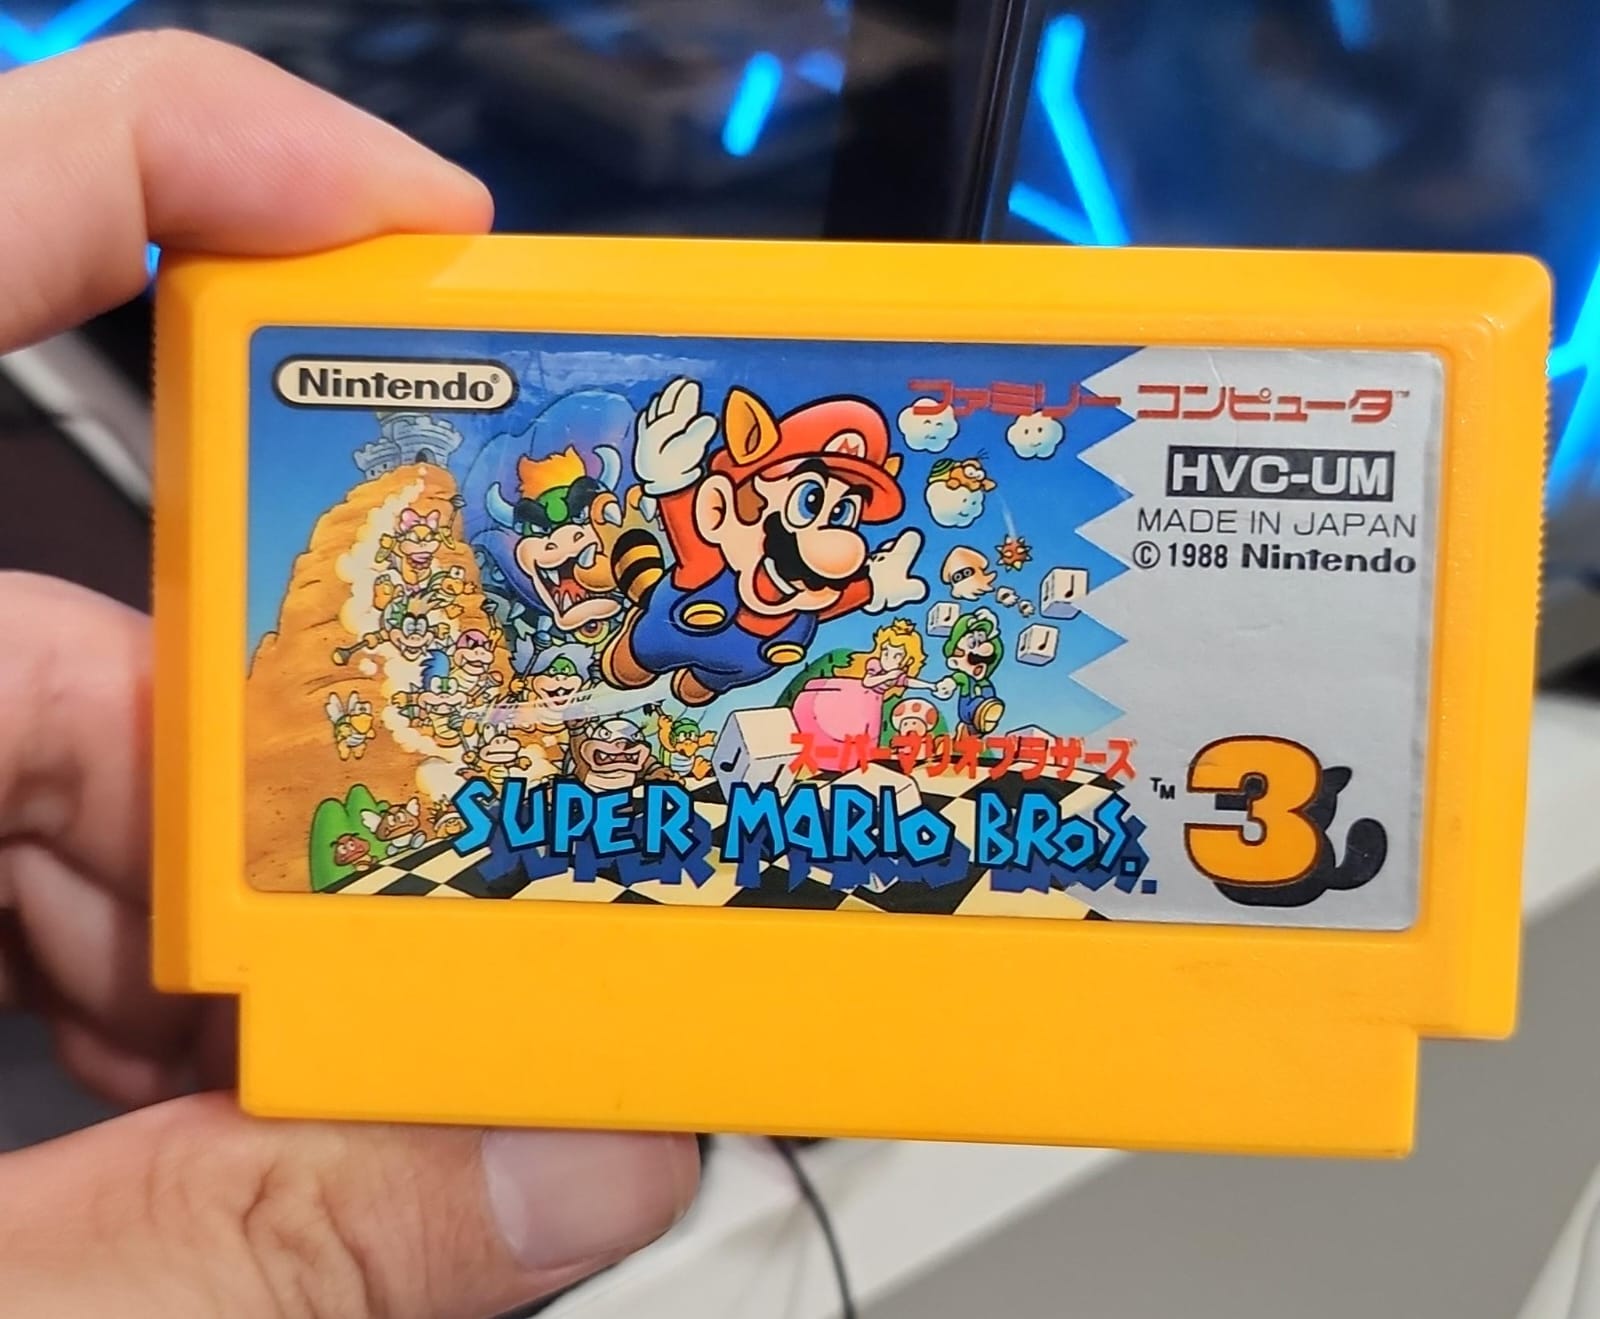 Nintendo®
ファミリー コンピュータ™
HVC-UM
MADE IN JAPAN
© 1988 Nintendo
スーパーマリオブラザーズ
SUPER MARIO BROS.™ 3